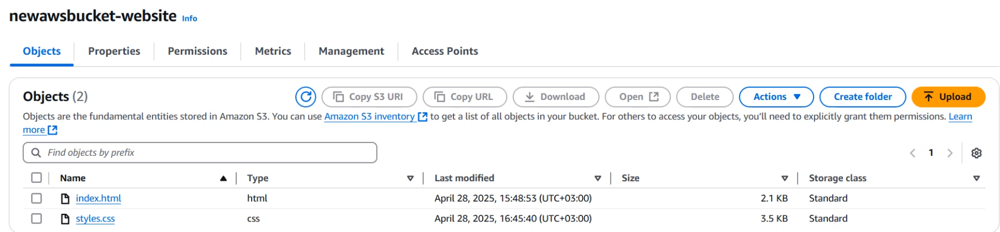 newawsbucket-website Info
Objects Properties Permissions Metrics Management Access Points
Objects (2) Copy S3 URI Copy URL Download Open Delete Actions Create folder Upload
Objects are the fundamental entities stored in Amazon S3. You can use Amazon S3 inventory to get a list of all objects in your bucket. For others to access your objects, you’ll need to explicitly grant them permissions. Learn
more
Find objects by prefix 1
Name Type Last modified Size Storage class
index.html html April 28, 2025, 15:48:53 (UTC+03:00) 2.1 KB Standard
styles.css css April 28, 2025, 16:45:40 (UTC+03:00) 3.5 KB Standard